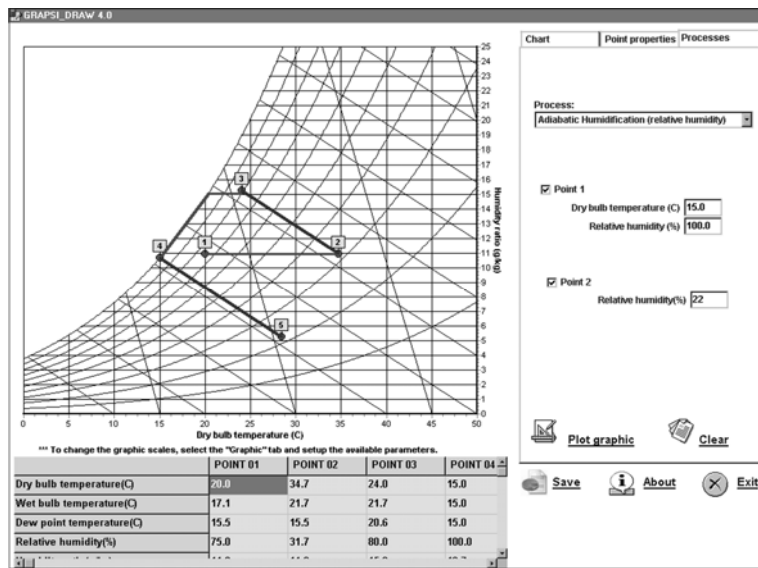 GRAPSI_DRAW 4.0
Chart
Point properties
Processes
Process:
Adiabatic Humidification (relative humidity)
Point 1
Dry bulb temperature (C) 15.0
Relative humidity (%) 100.0
Point 2
Relative humidity(%) 22
25
24
23
22
21
20
19
18
17
16
15
14
13
12
11
10
9
8
7
6
5
4
3
2
1
0
Humidity ratio (g/kg)
3
4
1
2
5
0 5 10 15 20 25 30 35 40 45 50
Dry bulb temperature (C)
*** To change the graphic scales, select the "Graphic" tab and setup the available parameters.
POINT 01 POINT 02 POINT 03 POINT 04
Dry bulb temperature(C) 20.0 34.7 24.0 15.0
Wet bulb temperature(C) 17.1 21.7 21.7 15.0
Dew point temperature(C) 15.5 15.5 20.6 15.0
Relative humidity(%) 75.0 31.7 80.0 100.0
Plot graphic
Clear
Save
About
Exit